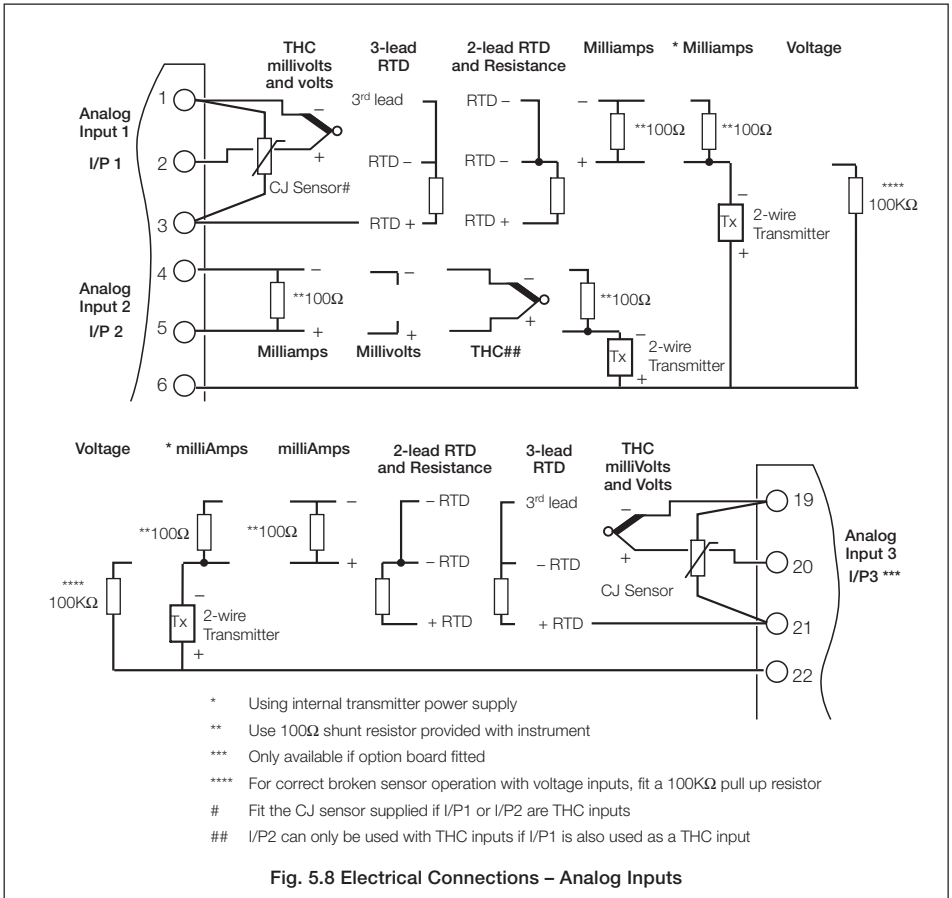 THC
millivolts
and volts
3-lead
RTD
2-lead RTD
and Resistance
Milliamps
* Milliamps
Voltage
Analog
Input 1
I/P 1
1
2
3
−
+
CJ Sensor#
3rd lead
RTD −
RTD +
RTD −
RTD −
RTD +
−
**100Ω
+
**100Ω
−
Tx
2-wire
Transmitter
+
****
100KΩ
Analog
Input 2
I/P 2
4
5
6
−
**100Ω
+
Milliamps
−
+
Millivolts
−
+
THC##
**100Ω
−
Tx
2-wire
Transmitter
+
Voltage
* milliAmps
milliAmps
2-lead RTD
and Resistance
3-lead
RTD
THC
milliVolts
and Volts
****
100KΩ
**100Ω
−
Tx
2-wire
Transmitter
+
−
**100Ω
+
− RTD
− RTD
+ RTD
3rd lead
− RTD
+ RTD
−
+
CJ Sensor
19
20
21
22
Analog
Input 3
I/P3 ***
* Using internal transmitter power supply
** Use 100Ω shunt resistor provided with instrument
*** Only available if option board fitted
**** For correct broken sensor operation with voltage inputs, fit a 100KΩ pull up resistor
# Fit the CJ sensor supplied if I/P1 or I/P2 are THC inputs
## I/P2 can only be used with THC inputs if I/P1 is also used as a THC input
Fig. 5.8 Electrical Connections – Analog Inputs